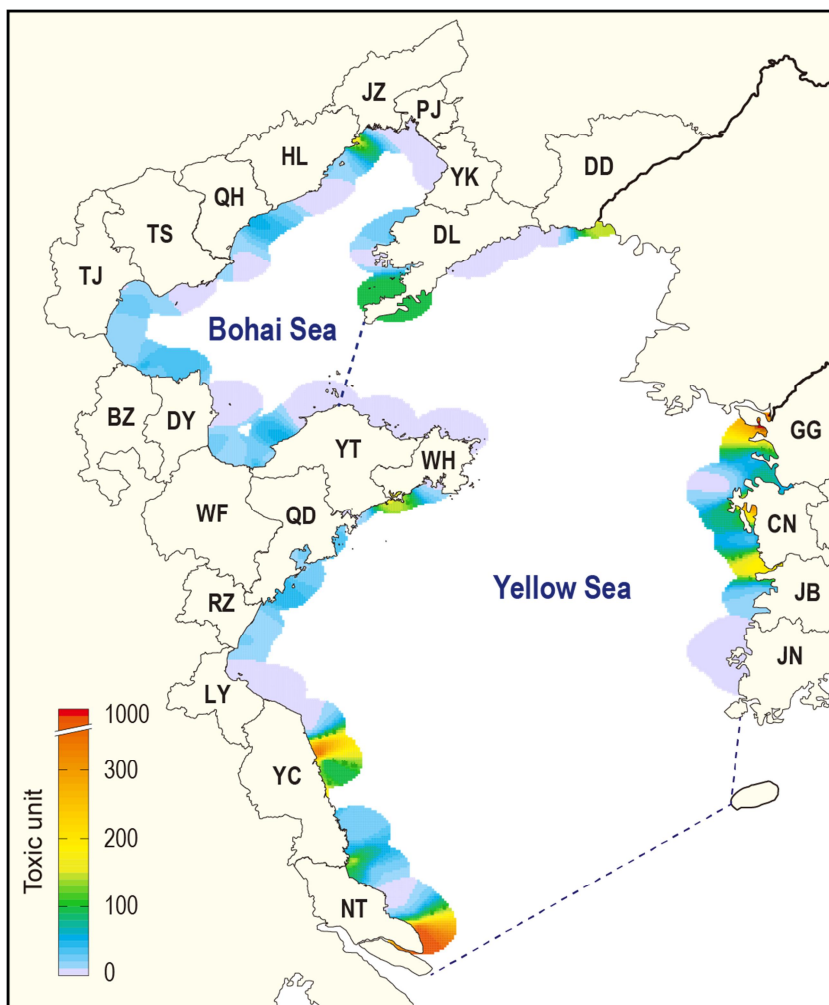 JZ
PJ
HL
YK
DD
QH
TS
DL
TJ
Bohai Sea
BZ
DY
YT
WH
GG
WF
QD
CN
Yellow Sea
JB
RZ
JN
LY
YC
NT
Toxic unit
1000
300
200
100
0